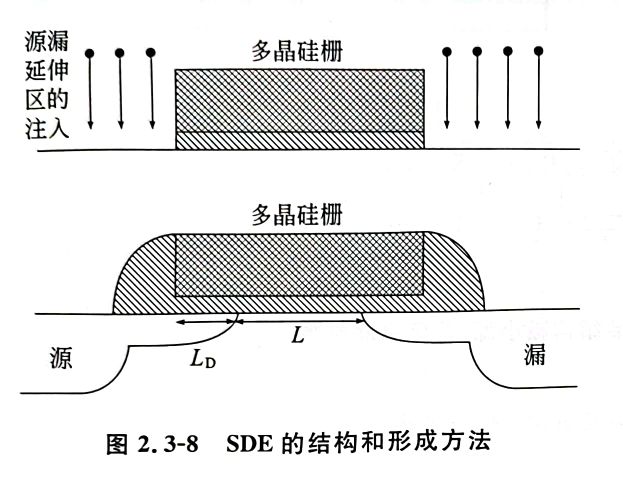 源漏
延伸
区的
注入
多晶硅栅
多晶硅栅
源
L_D
L
漏
图 2.3-8 SDE 的结构和形成方法